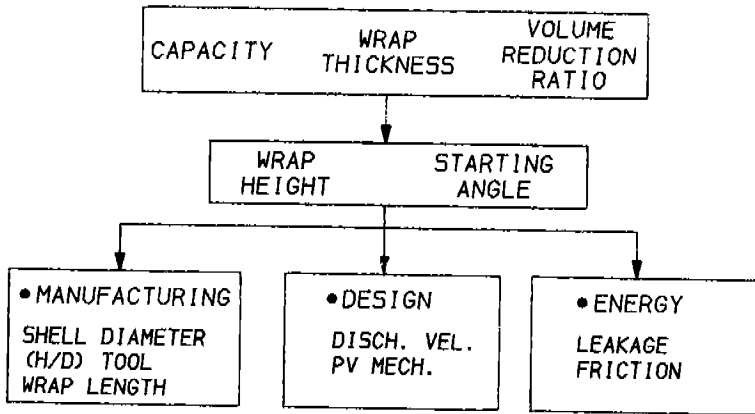 CAPACITY
WRAP
THICKNESS
VOLUME
REDUCTION
RATIO
WRAP
HEIGHT
STARTING
ANGLE
• MANUFACTURING
SHELL DIAMETER
(H/D) TOOL
WRAP LENGTH
• DESIGN
DISCH. VEL.
PV MECH.
• ENERGY
LEAKAGE
FRICTION